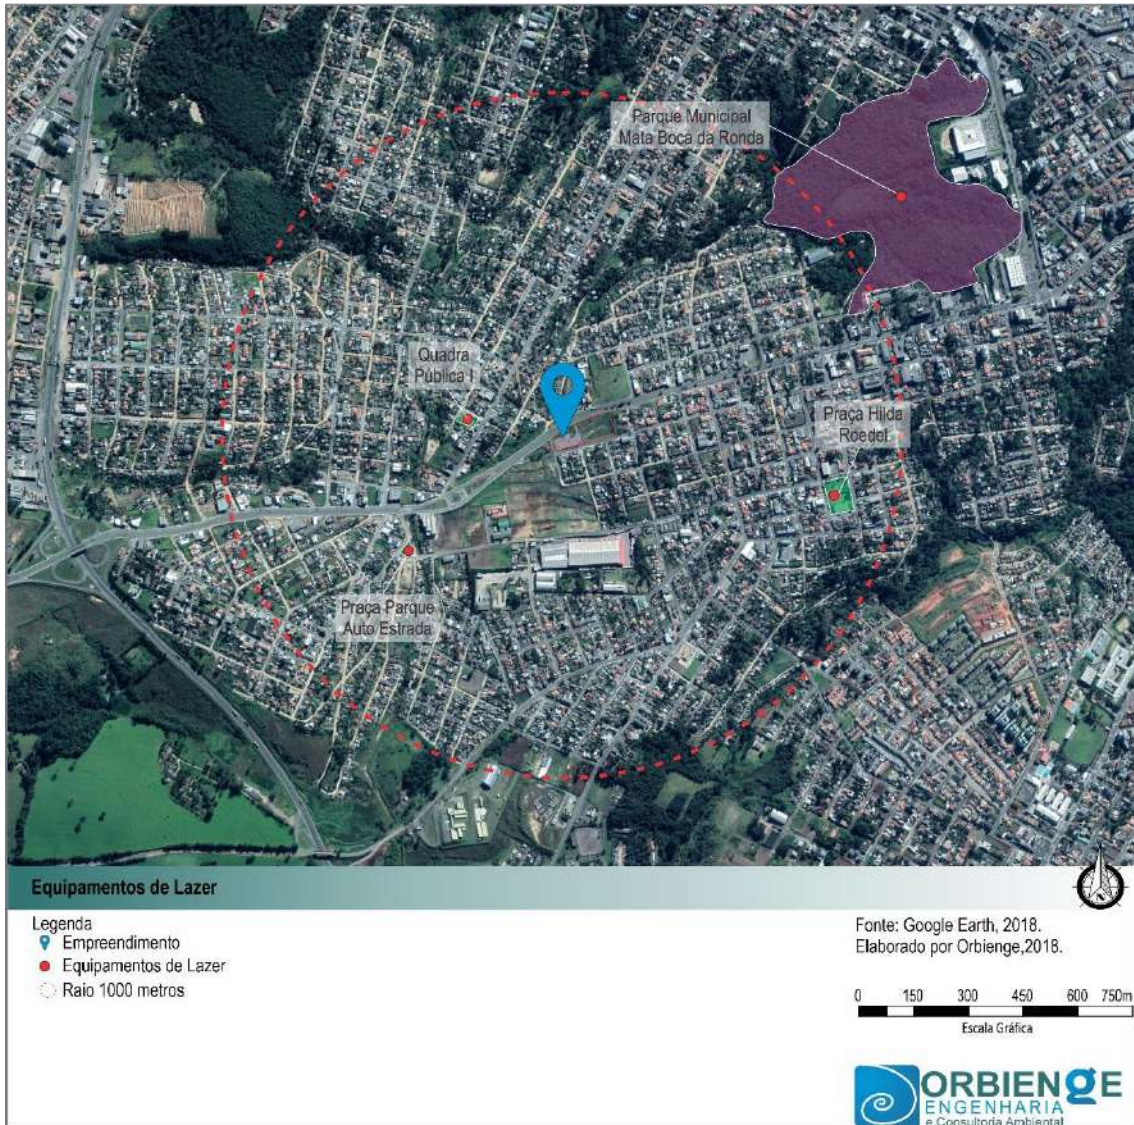 Parque Municipal
Mata Boca da Ronda
Quadra
Pública I
Praça Hilda
Roedel
Praça Parque
Auto Estrada
Equipamentos de Lazer
N
Legenda
Empreendimento
Equipamentos de Lazer
Raio 1000 metros
Fonte: Google Earth, 2018.
Elaborado por Orbienge,2018.
0 150 300 450 600 750m
Escala Gráfica
ORBIENGE
ENGENHARIA
e Consultoria Ambiental